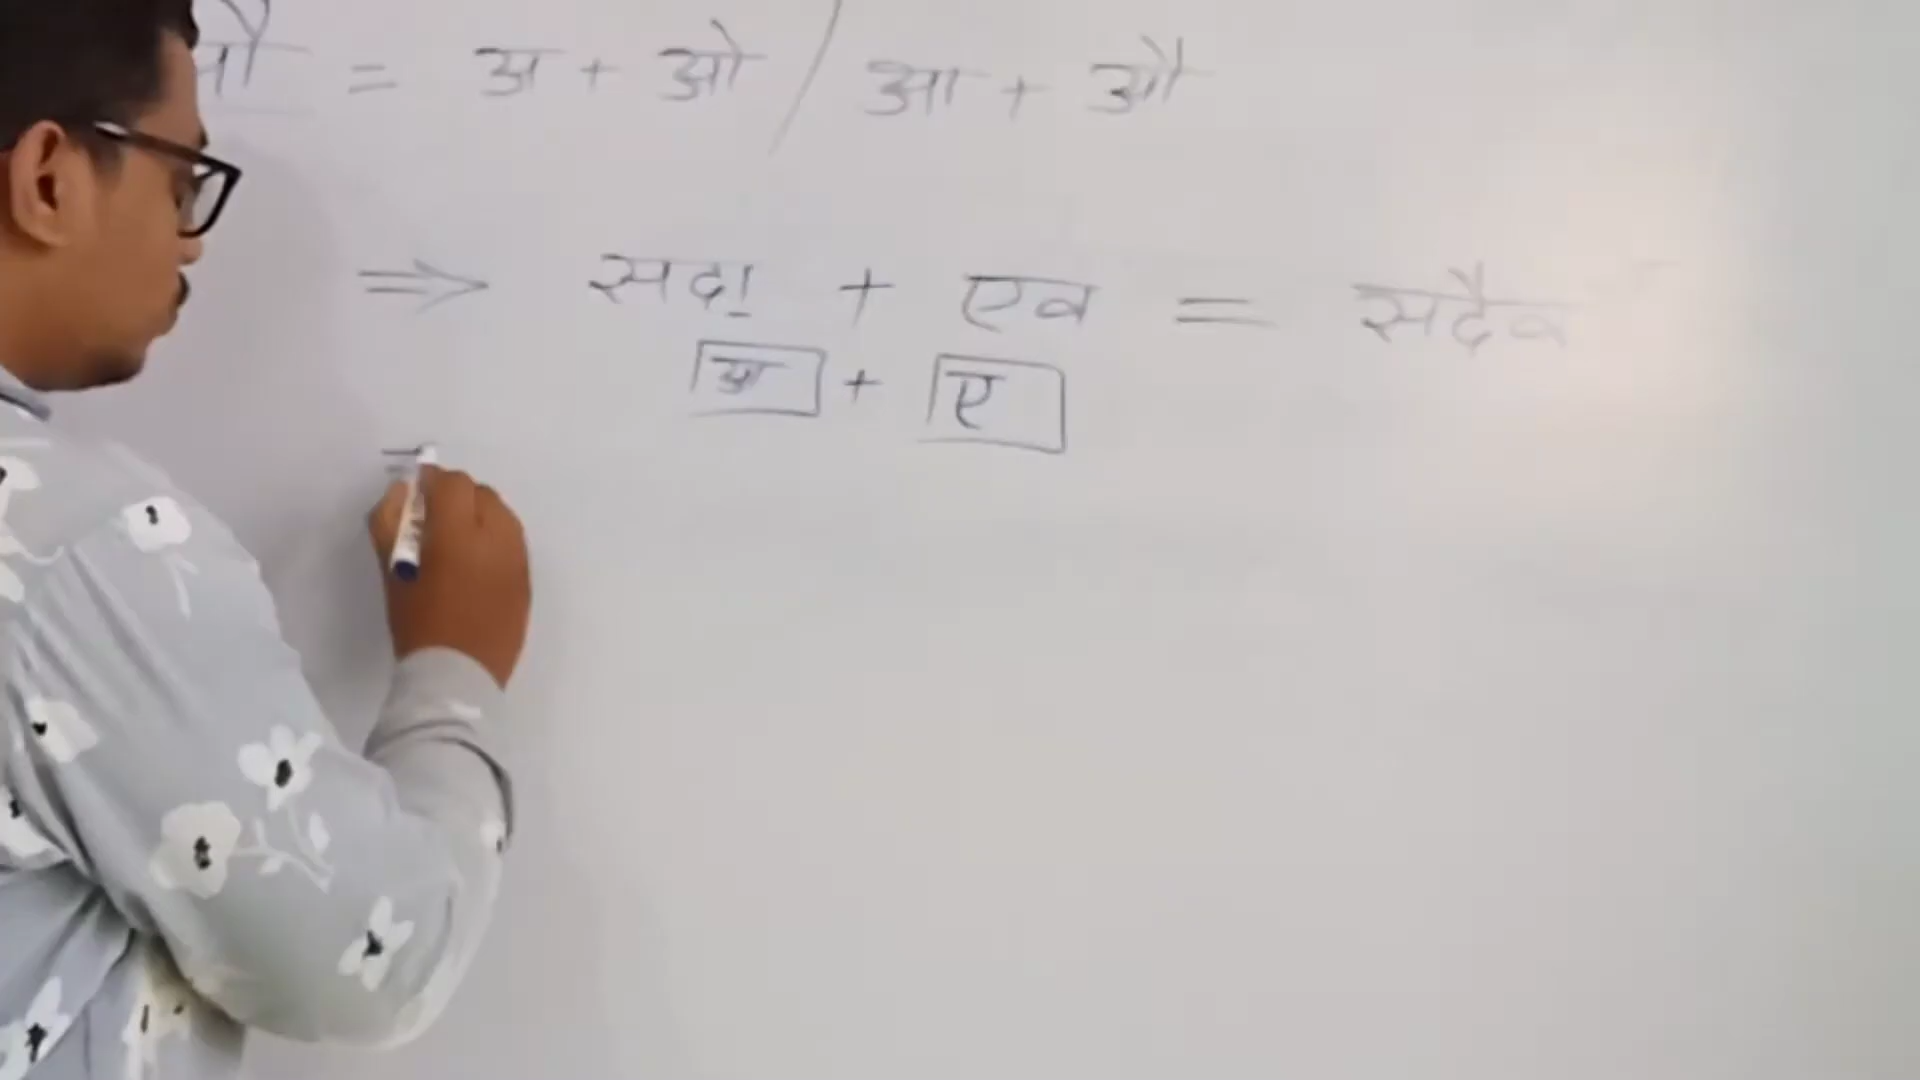 औ = अ + ओ / आ + औ
⇒ सदा + एव = सदैव
आ + ए
=